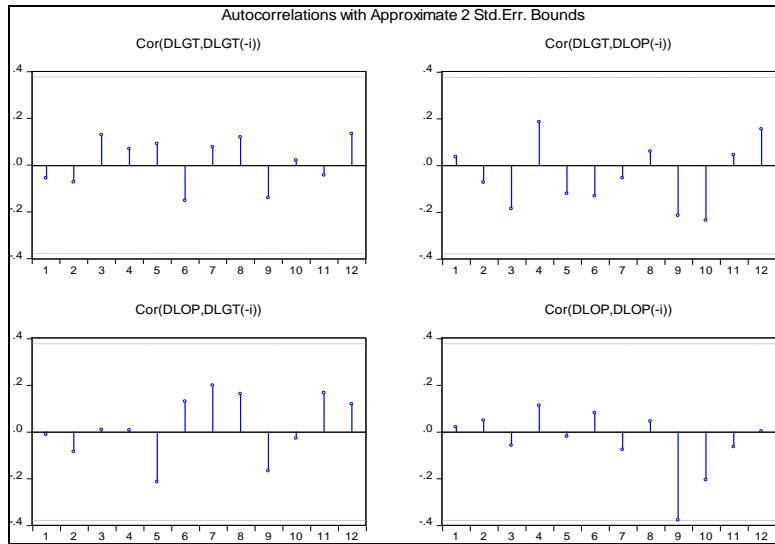 Autocorrelations with Approximate 2 Std.Err. Bounds
Cor(DLGT,DLGT(-i))
Cor(DLGT,DLOP(-i))
.4
.2
.0
-.2
-.4
1 2 3 4 5 6 7 8 9 10 11 12
.4
.2
.0
-.2
-.4
1 2 3 4 5 6 7 8 9 10 11 12
Cor(DLOP,DLGT(-i))
Cor(DLOP,DLOP(-i))
.4
.2
.0
-.2
-.4
1 2 3 4 5 6 7 8 9 10 11 12
.4
.2
.0
-.2
-.4
1 2 3 4 5 6 7 8 9 10 11 12